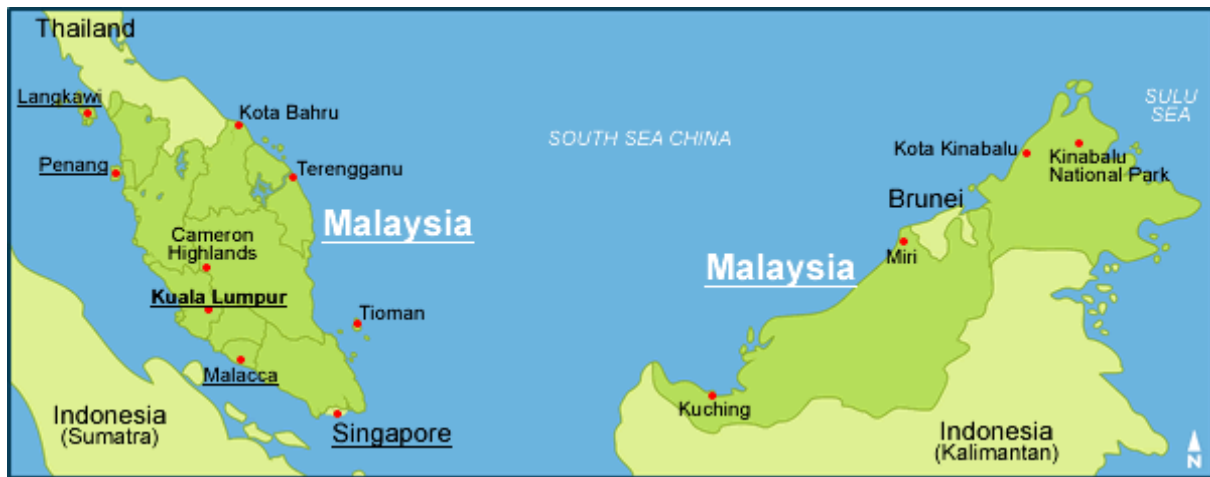 Thailand
Langkawi
Kota Bahru
Penang
Terengganu
Malaysia
Cameron
Highlands
Kuala Lumpur
Tioman
Malacca
Indonesia
(Sumatra)
Singapore
SOUTH SEA CHINA
SULU
SEA
Kota Kinabalu
Kinabalu
National Park
Brunei
Miri
Malaysia
Kuching
Indonesia
(Kalimantan)
N